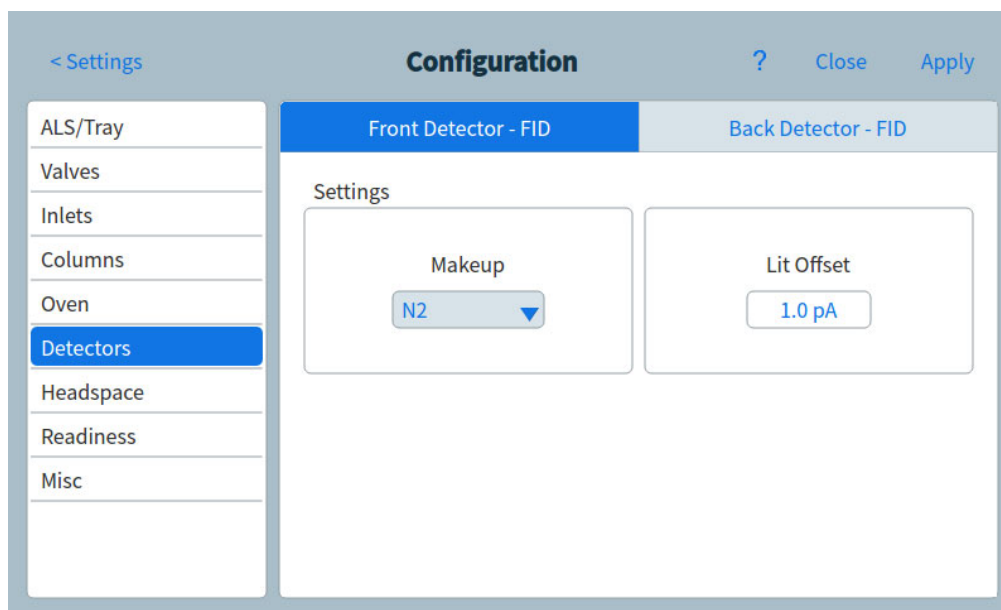 < Settings
Configuration
?
Close
Apply
ALS/Tray
Valves
Inlets
Columns
Oven
Detectors
Headspace
Readiness
Misc
Front Detector - FID
Back Detector - FID
Settings
Makeup
N2
Lit Offset
1.0 pA